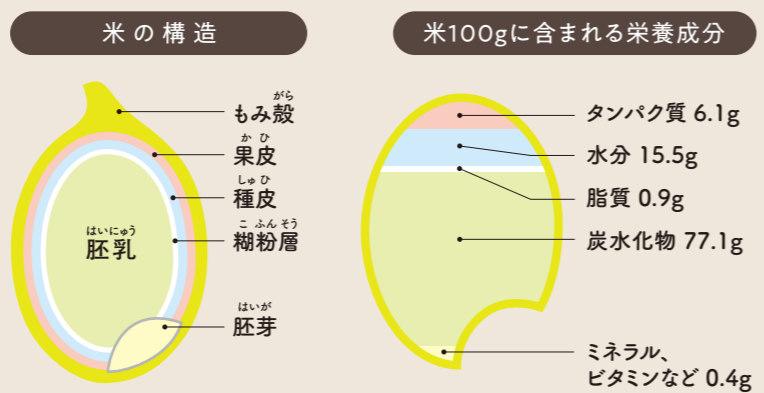 米の構造
もみ殻
がら
果皮
かひ
種皮
しゅひ
糊粉層
こふんそう
胚乳
はいにゅう
胚芽
はいが
米100gに含まれる栄養成分
タンパク質 6.1g
水分 15.5g
脂質 0.9g
炭水化物 77.1g
ミネラル、
ビタミンなど 0.4g